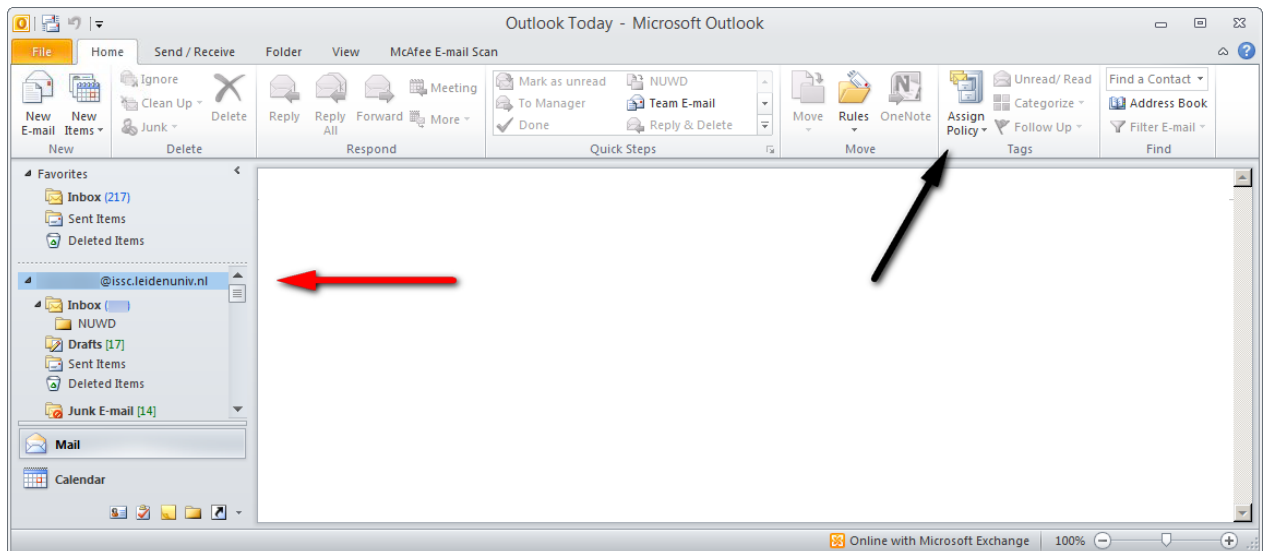 Outlook Today - Microsoft Outlook
File Home Send / Receive Folder View McAfee E-mail Scan
New E-mail
New Items
Ignore
Clean Up
Junk
Delete
Reply
Reply All
Forward
Meeting
More
Mark as unread
To Manager
Done
NUWD
Team E-mail
Reply & Delete
Move
Rules
OneNote
Assign Policy
Unread/ Read
Categorize
Follow Up
Find a Contact
Address Book
Filter E-mail
New Delete Respond Quick Steps Move Tags Find
Favorites
Inbox (217)
Sent Items
Deleted Items
@issc.leidenuniv.nl
Inbox ( )
NUWD
Drafts [17]
Sent Items
Deleted Items
Junk E-mail [14]
Mail
Calendar
Online with Microsoft Exchange 100%